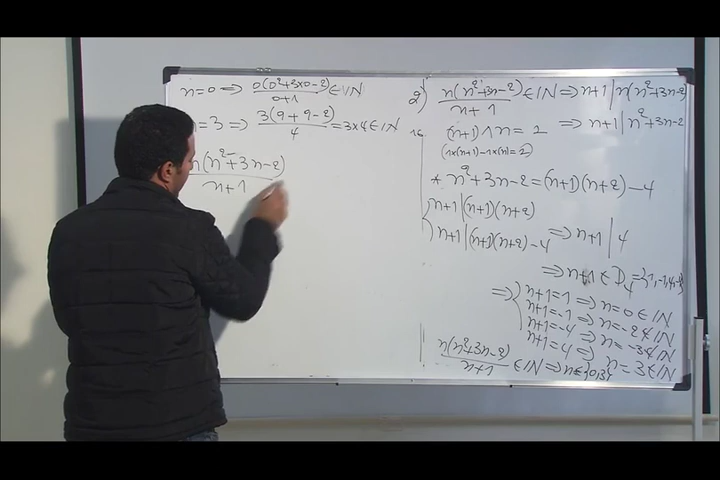 n=0 ⟹ 0(0²+3×0-2)/0+1 ∈ IN
n=3 ⟹ 3(9+9-2)/4 = 3×4 ∈ IN
n(n²+3n-2)/n+1
2) n(n²+3n-2)/n+1 ∈ IN ⟹ n+1 | n(n²+3n-2)
⟹ n+1 | n²+3n-2
(n+1)∧n = 1
(1×(n+1)-1×(n)=1)
* n²+3n-2=(n+1)(n+2)-4
n+1 | (n+1)(n+2)
n+1 | (n+1)(n+2)-4 ⟹ n+1 | 4
⟹ n+1 ∈ D₄
⟹ { n+1=1 ⟹ n=0 ∈ IN
n+1=-1 ⟹ n=-2 ∉ IN
n+1=-4 ⟹ n=-5 ∉ IN
n+1=4 ⟹ n=3 ∈ IN
n(n²+3n-2)/n+1 ∈ IN ⟹ n∈{0,3}